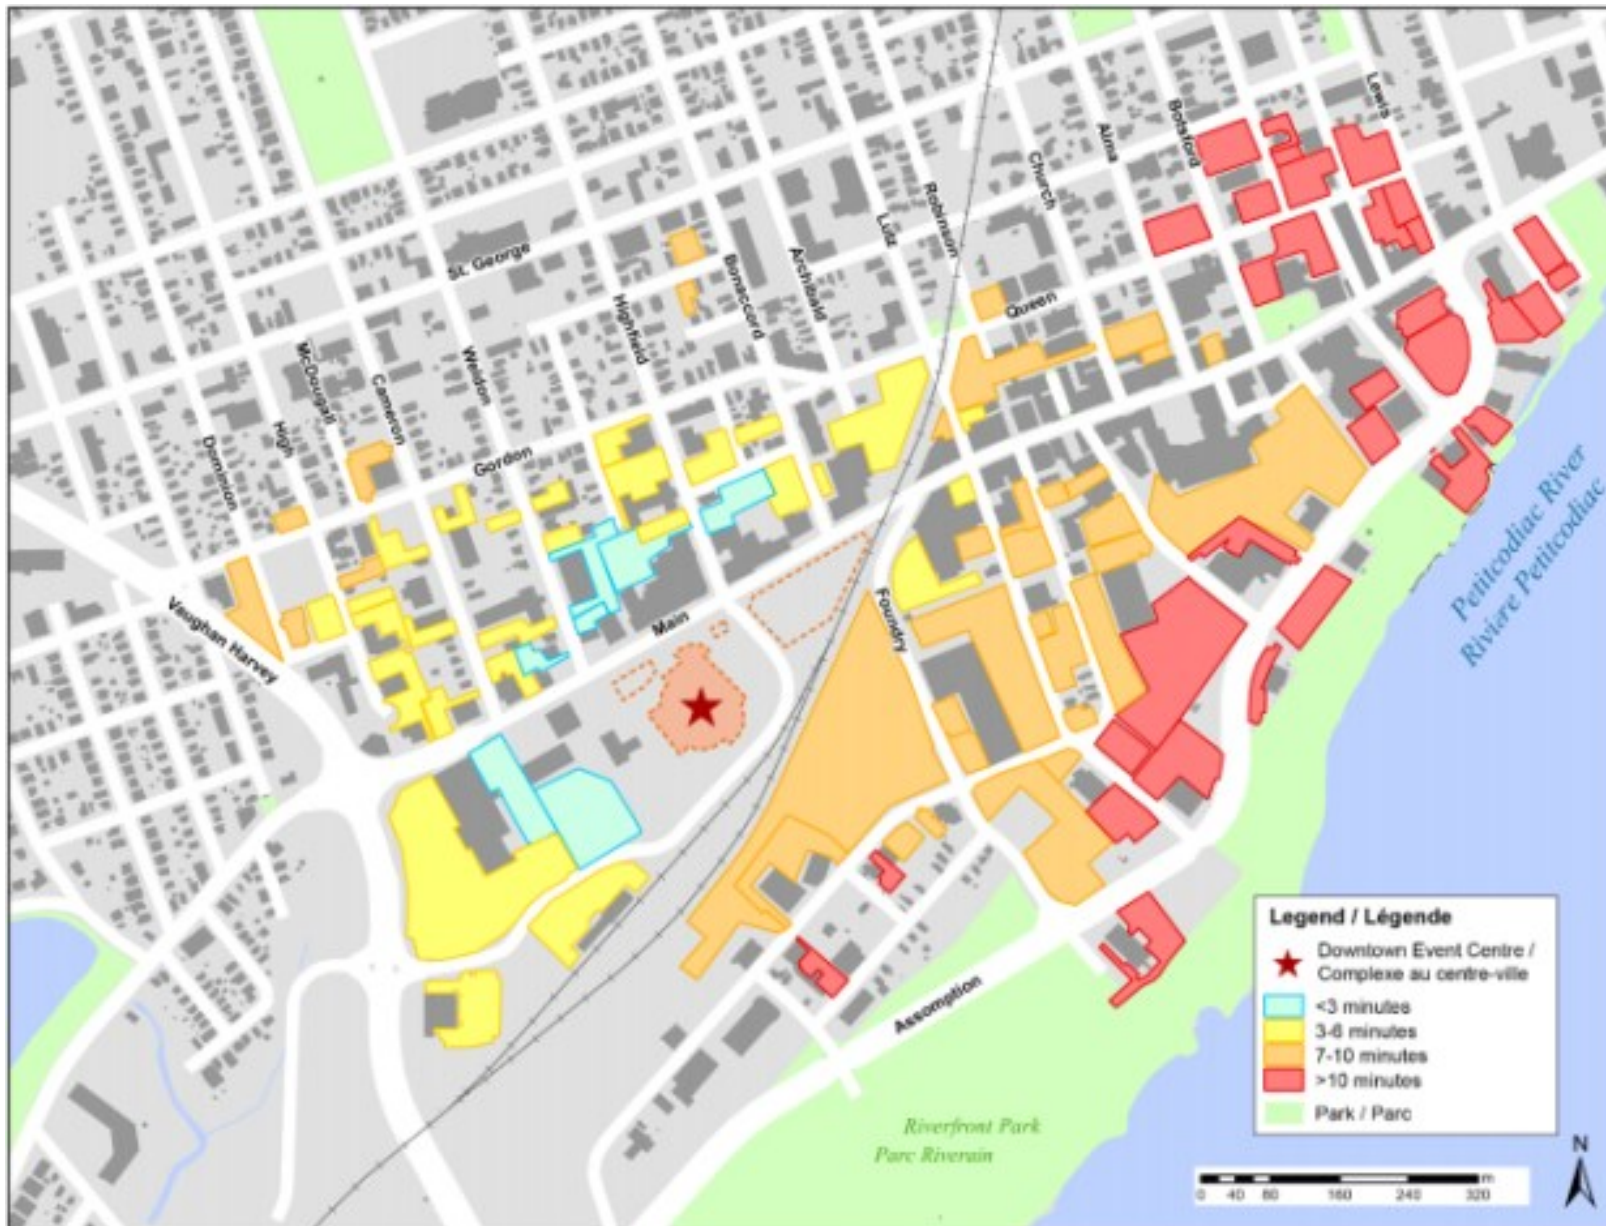 Lewis
Botsford
Alma
Church
Robinson
Lutz
St. George
Bonaccord
Archibald
Queen
Highfield
McDougall
Cameron
Weldon
High
Dominion
Gordon
Vaughan Harvey
Main
Foundry
Petitcodiac River
Riviere Petitcodiac
Assomption
Riverfront Park
Parc Riverain
Legend / Légende
Downtown Event Centre /
Complexe au centre-ville
<3 minutes
3-6 minutes
7-10 minutes
>10 minutes
Park / Parc
N
m
0 40 80 160 240 320